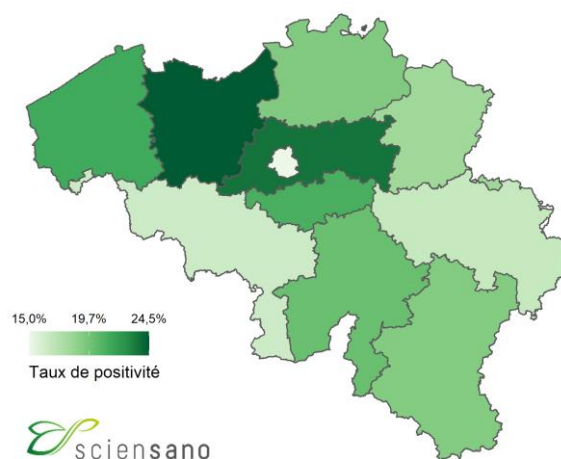 15,0% 19,7% 24,5%
Taux de positivité
sciensano